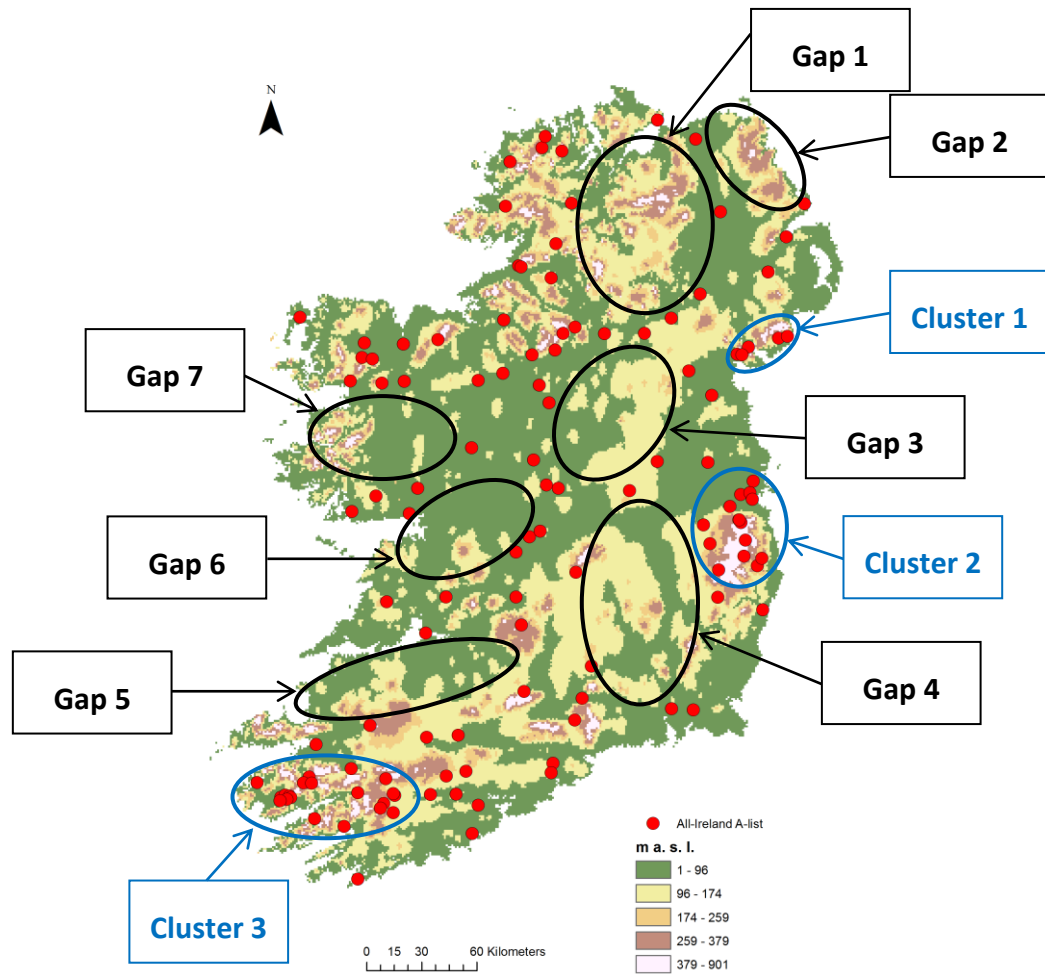 Gap 1
N
Gap 2
Cluster 1
Gap 7
Gap 3
Gap 6
Cluster 2
Gap 5
Gap 4
Cluster 3
All-Ireland A-list
m a. s. l.
1 - 96
96 - 174
174 - 259
259 - 379
379 - 901
0 15 30 60 Kilometers